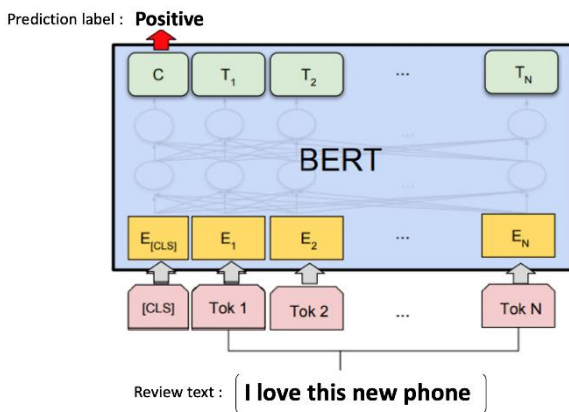 Prediction label : Positive
C T1 T2 ... TN
...
BERT
...
E[CLS] E1 E2 ... EN
[CLS] Tok 1 Tok 2 ... Tok N
Review text : I love this new phone